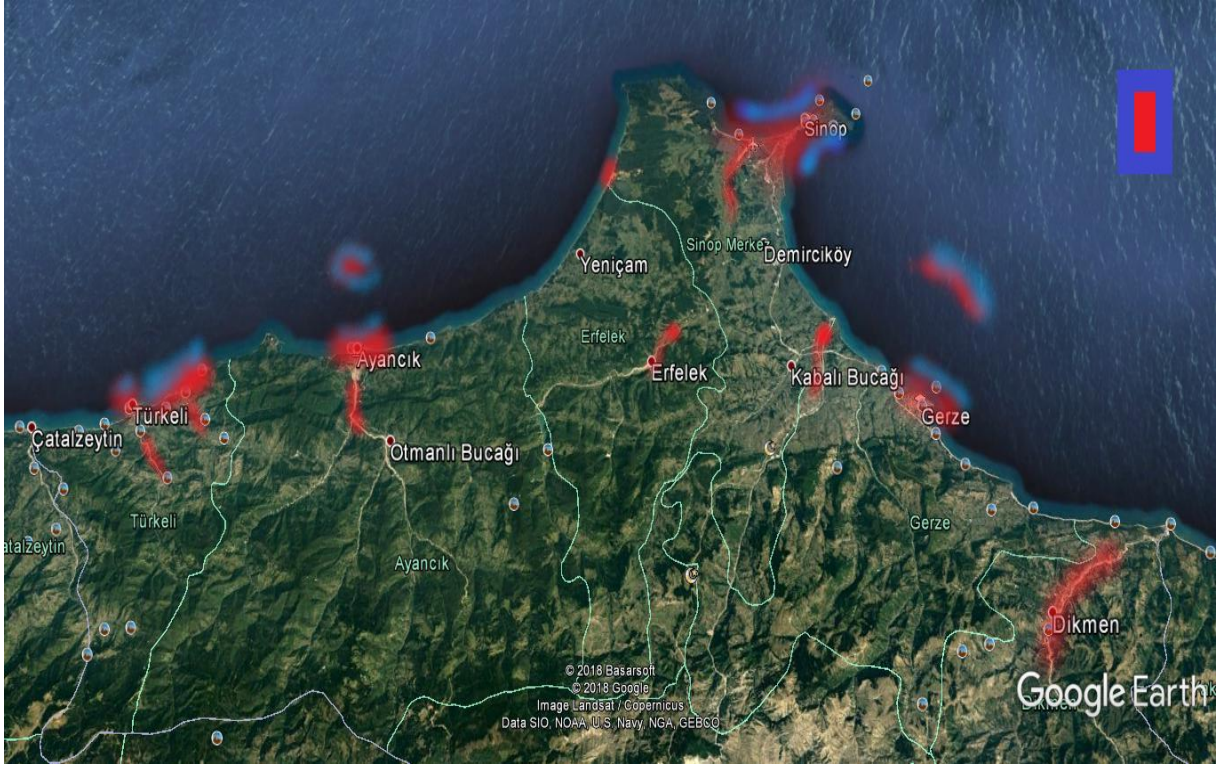 Sinop
Sinop Merkez
Demirciköy
Yeniçam
Erfelek
Erfelek
Kabalı Bucağı
Ayancık
Gerze
Türkeli
Çatalzeytin
Otmanlı Bucağı
Türkeli
Gerze
atalzeytin
Ayancık
Dikmen
© 2018 Basarsoft
© 2018 Google
Image Landsat / Copernicus
Data SIO, NOAA, U.S. Navy, NGA, GEBCO
Google Earth